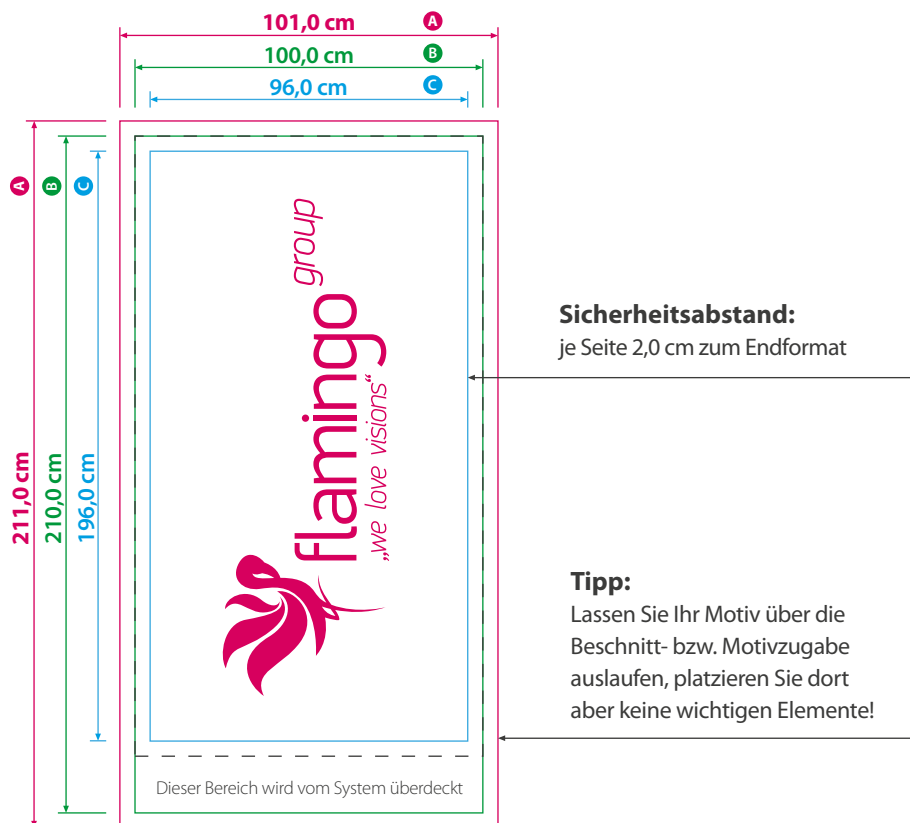 101,0 cm A
100,0 cm B
96,0 cm C
A
B
C
211,0 cm
210,0 cm
196,0 cm
flamingo group
„we love visions“
Sicherheitsabstand:
je Seite 2,0 cm zum Endformat
Tipp:
Lassen Sie Ihr Motiv über die
Beschnitt- bzw. Motivzugabe
auslaufen, platzieren Sie dort
aber keine wichtigen Elemente!
Dieser Bereich wird vom System überdeckt